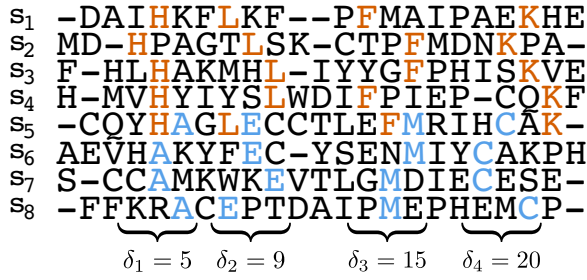 s1 -DAIHKFLKF--PFMAIPAEKHE
s2 MD-HPAGTLSK-CTPFMDNKPA-
s3 F-HLHAKMHL-IYYGFPHISKVE
s4 H-MVHYIYSLWDIFPIEP-CQKF
s5 -CQYHAGLECCTLEFMRIHCAK-
s6 AEVHAKYFEC-YSENMIYCAKPH
s7 S-CCAMKWKEVTLGMDIECESE-
s8 -FFKRACEPTDAIPMEPHEMCP-
δ1 = 5 δ2 = 9 δ3 = 15 δ4 = 20